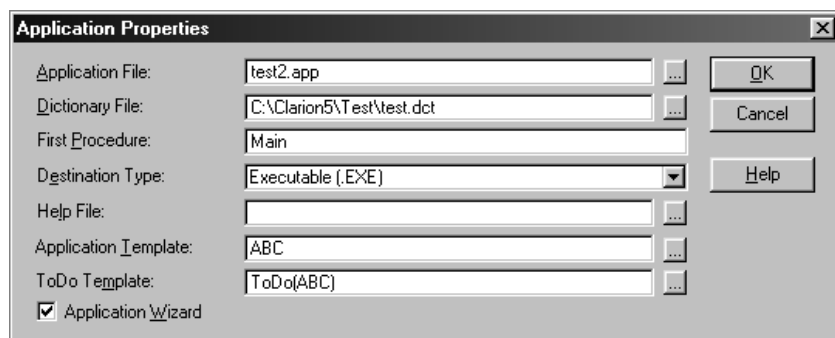 Application Properties
Application File: test2.app ... OK
Dictionary File: C:\Clarion5\Test\test.dct ... Cancel
First Procedure: Main
Destination Type: Executable (.EXE) Help
Help File: ...
Application Template: ABC ...
ToDo Template: ToDo(ABC) ...
Application Wizard